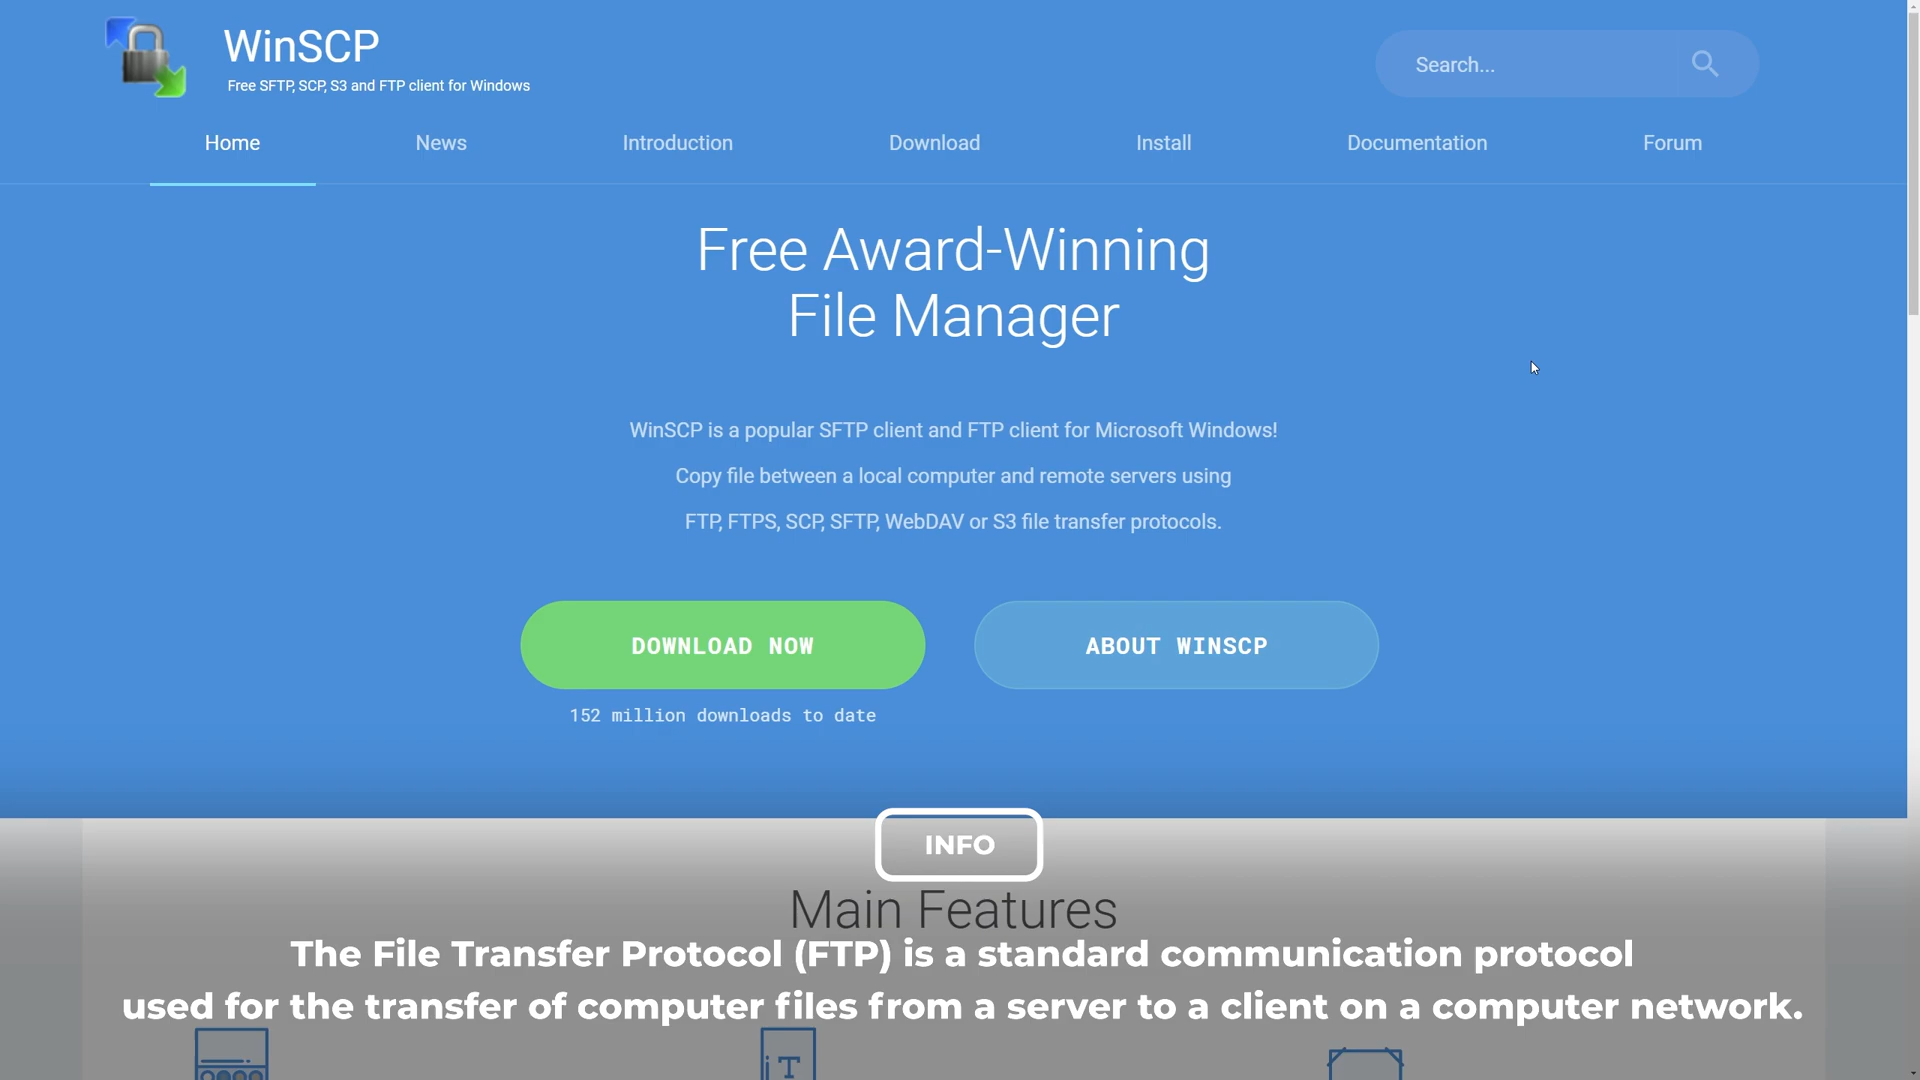 WinSCP
Free SFTP, SCP, S3 and FTP client for Windows
Search...
Home
News
Introduction
Download
Install
Documentation
Forum
Free Award-Winning
File Manager
WinSCP is a popular SFTP client and FTP client for Microsoft Windows!
Copy file between a local computer and remote servers using
FTP, FTPS, SCP, SFTP, WebDAV or S3 file transfer protocols.
DOWNLOAD NOW
ABOUT WINSCP
152 million downloads to date
INFO
Main Features
The File Transfer Protocol (FTP) is a standard communication protocol
used for the transfer of computer files from a server to a client on a computer network.
iT